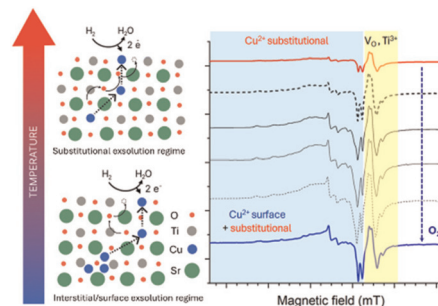 TEMPERATURE
H₂ H₂O
2 ė
Substitutional exsolution regime
H₂ H₂O
2 e⁻
O
Ti
Cu
Sr
Interstitial/surface exsolution regime
Cu²⁺ substitutional
V₀, Ti³⁺
Cu²⁺ surface
+ substitutional
Magnetic field (mT)